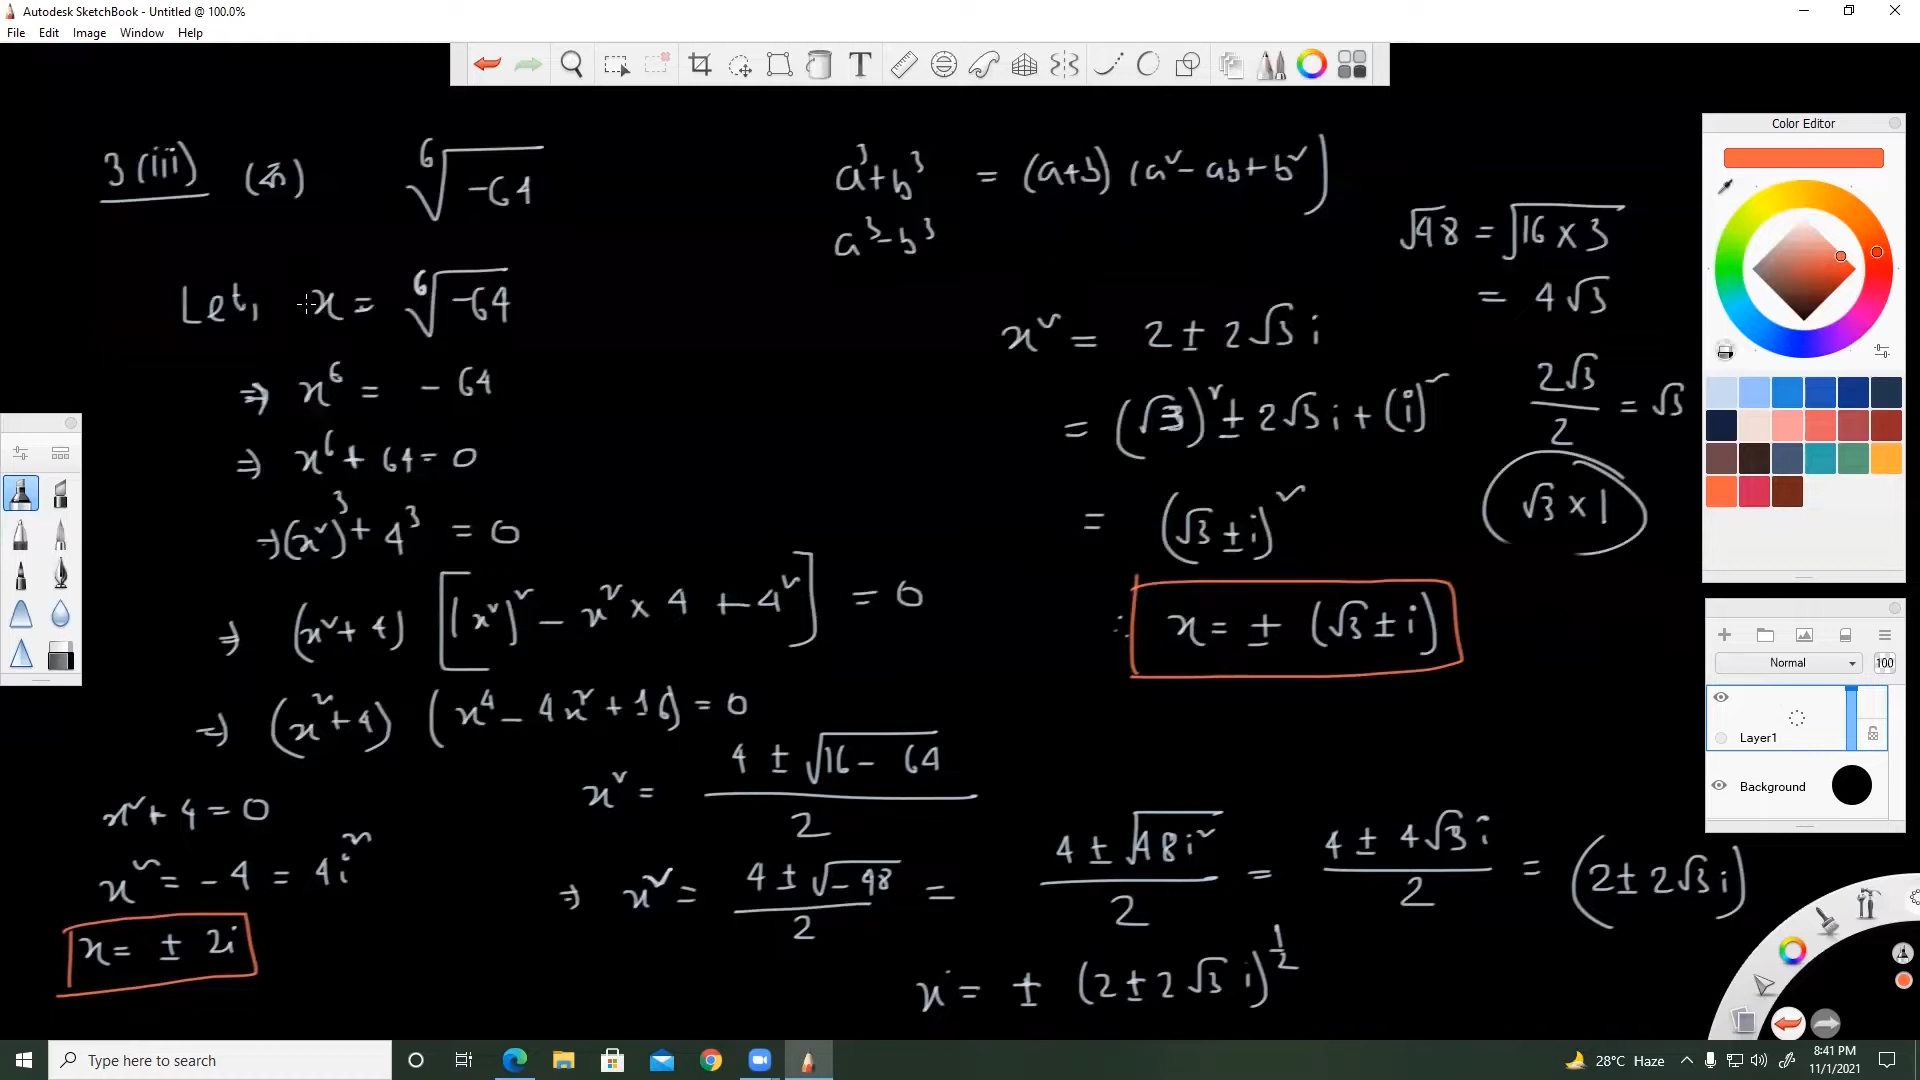 Autodesk SketchBook - Untitled @ 100.0%
File Edit Image Window Help
3 (iii)
⁶√-64
Let, x = ⁶√-64
⇒ x⁶ = - 64
⇒ x⁶ + 64 = 0
⇒ (x²)³ + 4³ = 0
⇒ (x² + 4) [(x²)² - x² × 4 + 4²] = 0
⇒ (x² + 4) (x⁴ - 4x² + 16) = 0
x² + 4 = 0
x² = - 4 = 4i²
x = ± 2i
x² = (4 ± √16 - 64) / 2
⇒ x² = (4 ± √-48) / 2 = (4 ± √48i²) / 2 = (4 ± 4√3 i) / 2 = (2 ± 2√3 i)
x = ± (2 ± 2√3 i)^½
a³ + b³ = (a+b) (a² - ab + b²)
a³ - b³
x² = 2 ± 2√3 i
= (√3)² ± 2√3 i + (i)²
= (√3 ± i)²
∴ x = ± (√3 ± i)
√48 = √16 × 3
= 4√3
2√3 / 2 = √3
√3 × 1
Color Editor
Normal
100
Layer1
Background
Type here to search
28°C Haze
8:41 PM
11/1/2021